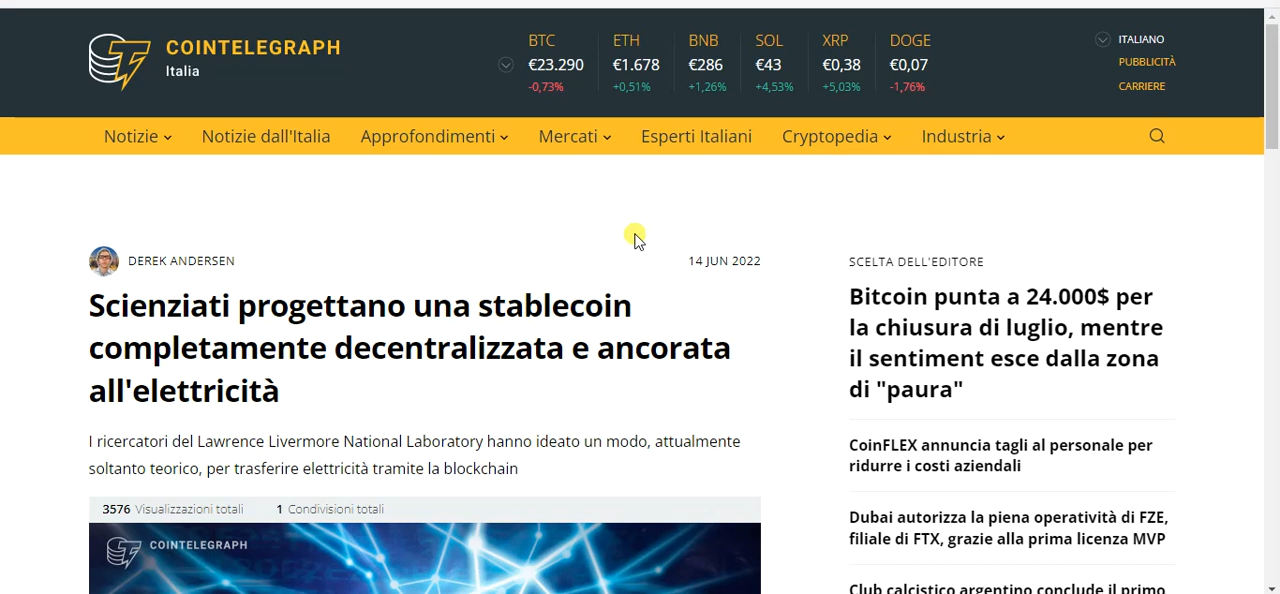 COINTELEGRAPH
Italia
BTC
€23.290
-0,73%
ETH
€1.678
+0,51%
BNB
€286
+1,26%
SOL
€43
+4,53%
XRP
€0,38
+5,03%
DOGE
€0,07
-1,76%
ITALIANO
PUBBLICITÀ
CARRIERE
Notizie
Notizie dall'Italia
Approfondimenti
Mercati
Esperti Italiani
Cryptopedia
Industria
DEREK ANDERSEN
14 JUN 2022
Scienziati progettano una stablecoin
completamente decentralizzata e ancorata
all'elettricità
I ricercatori del Lawrence Livermore National Laboratory hanno ideato un modo, attualmente
soltanto teorico, per trasferire elettricità tramite la blockchain
3576 Visualizzazioni totali
1 Condivisioni totali
COINTELEGRAPH
SCELTA DELL'EDITORE
Bitcoin punta a 24.000$ per
la chiusura di luglio, mentre
il sentiment esce dalla zona
di "paura"
CoinFLEX annuncia tagli al personale per
ridurre i costi aziendali
Dubai autorizza la piena operatività di FZE,
filiale di FTX, grazie alla prima licenza MVP
Club calcistico argentino conclude il primo